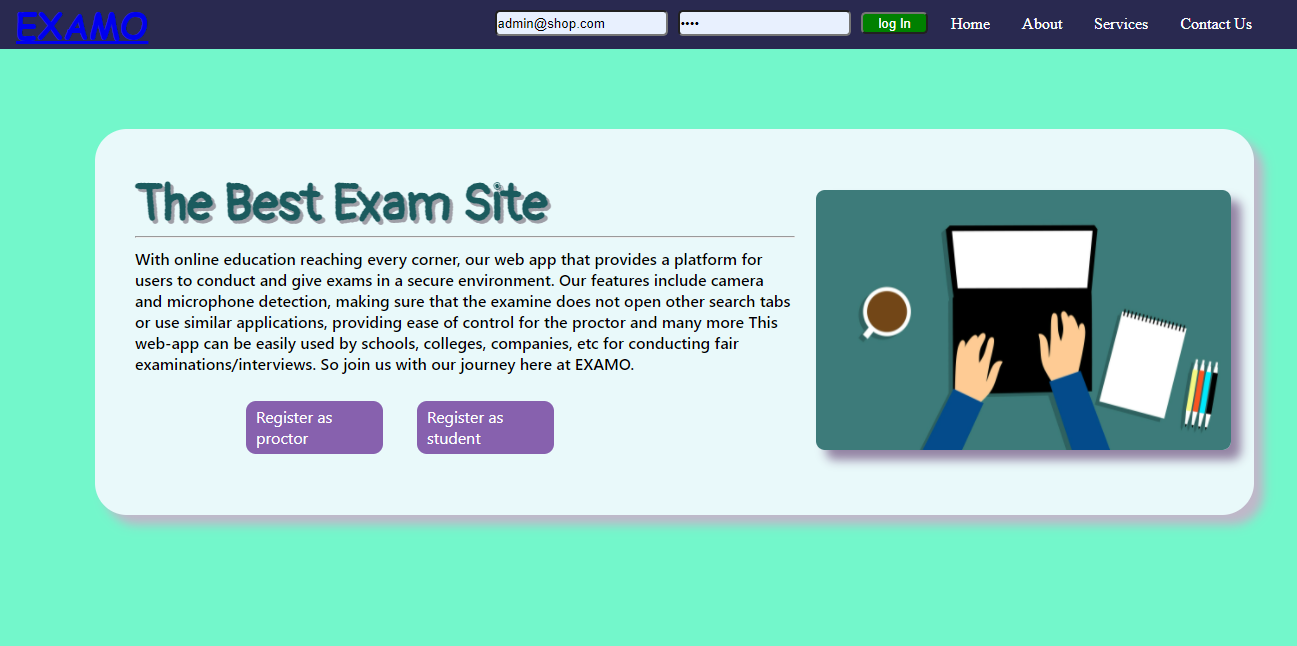 EXAMO admin@shop.com •••• log In Home About Services Contact Us
The Best Exam Site
With online education reaching every corner, our web app that provides a platform for
users to conduct and give exams in a secure environment. Our features include camera
and microphone detection, making sure that the examine does not open other search tabs
or use similar applications, providing ease of control for the proctor and many more This
web-app can be easily used by schools, colleges, companies, etc for conducting fair
examinations/interviews. So join us with our journey here at EXAMO.
Register as
proctor
Register as
student